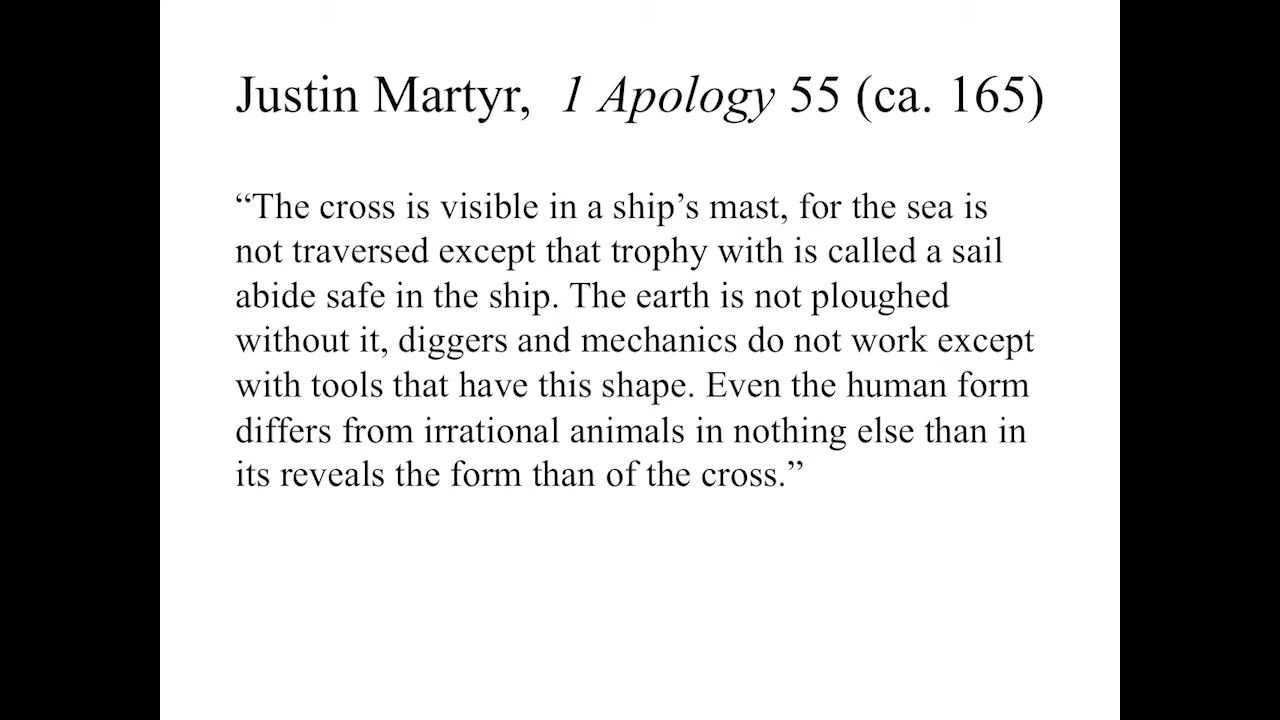 Justin Martyr, 1 Apology 55 (ca. 165)
“The cross is visible in a ship’s mast, for the sea is
not traversed except that trophy with is called a sail
abide safe in the ship. The earth is not ploughed
without it, diggers and mechanics do not work except
with tools that have this shape. Even the human form
differs from irrational animals in nothing else than in
its reveals the form than of the cross.”